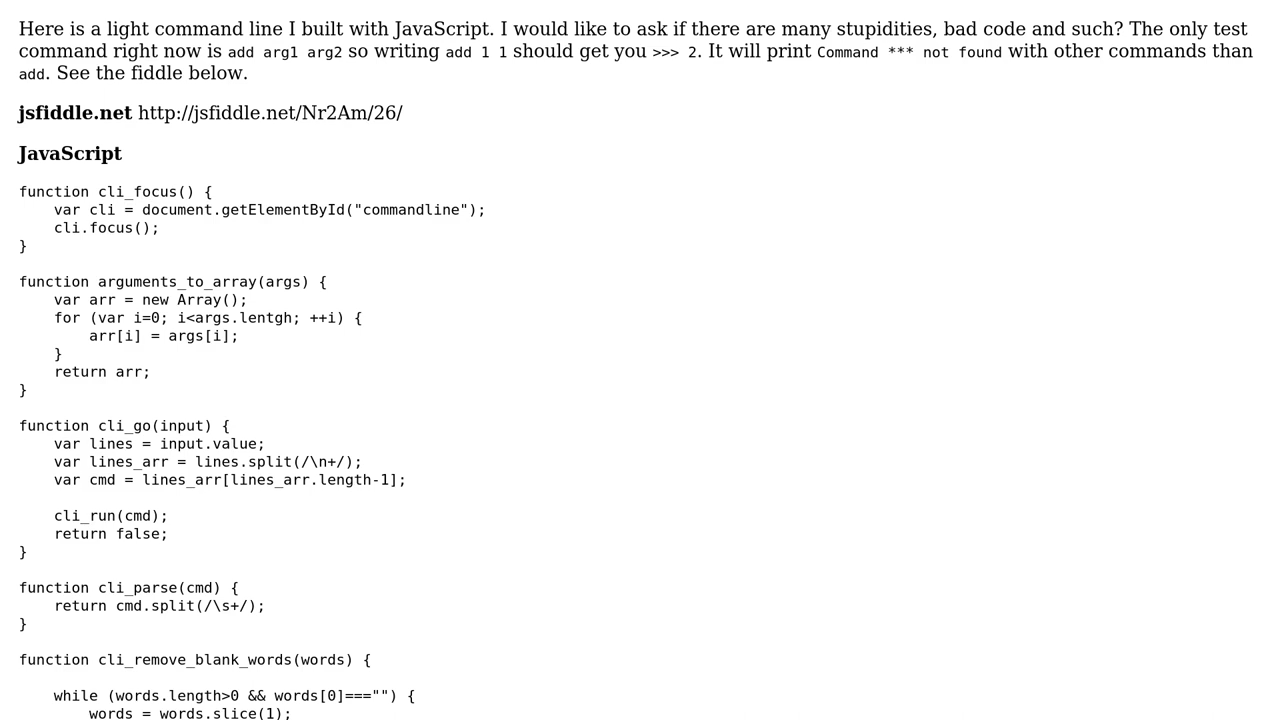 Here is a light command line I built with JavaScript. I would like to ask if there are many stupidities, bad code and such? The only test
command right now is add arg1 arg2 so writing add 1 1 should get you >>> 2. It will print Command *** not found with other commands than
add. See the fiddle below.
jsfiddle.net http://jsfiddle.net/Nr2Am/26/
JavaScript
function cli_focus() {
    var cli = document.getElementById("commandline");
    cli.focus();
}
function arguments_to_array(args) {
    var arr = new Array();
    for (var i=0; i<args.lentgh; ++i) {
        arr[i] = args[i];
    }
    return arr;
}
function cli_go(input) {
    var lines = input.value;
    var lines_arr = lines.split(/\n+/);
    var cmd = lines_arr[lines_arr.length-1];
    cli_run(cmd);
    return false;
}
function cli_parse(cmd) {
    return cmd.split(/\s+/);
}
function cli_remove_blank_words(words) {
    while (words.length>0 && words[0]==="") {
        words = words.slice(1);